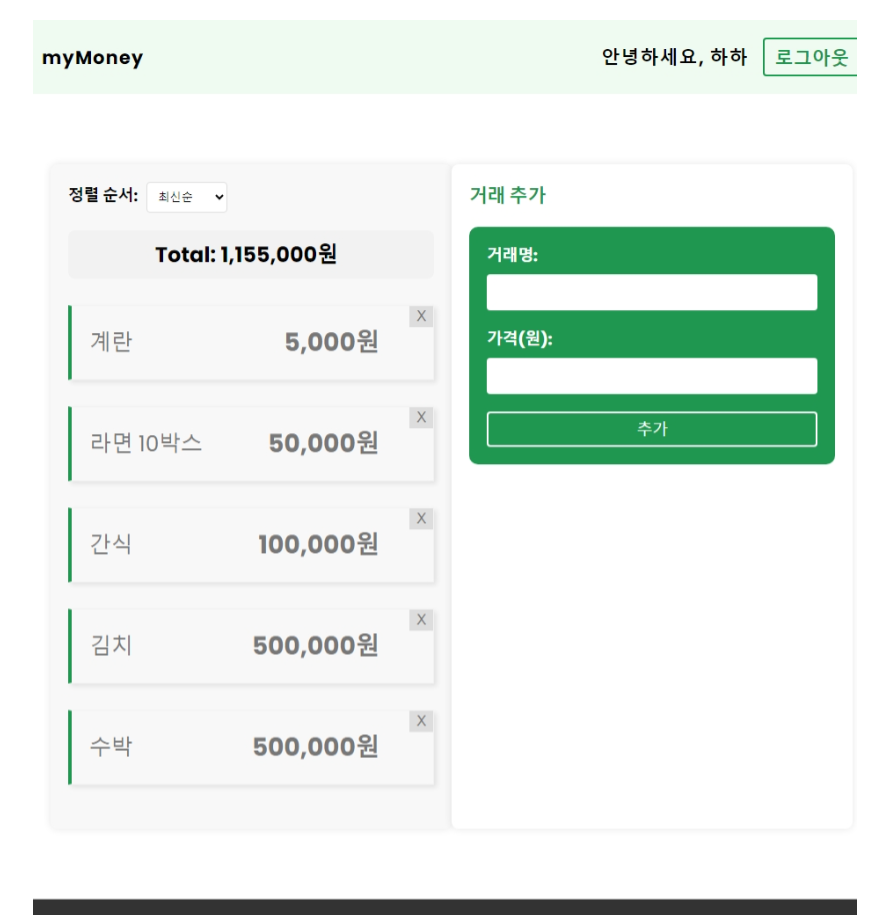 myMoney
안녕하세요, 하하
로그아웃
정렬 순서: 최신순
Total: 1,155,000원
계란 5,000원 X
라면 10박스 50,000원 X
간식 100,000원 X
김치 500,000원 X
수박 500,000원 X
거래 추가
거래명:
가격(원):
추가